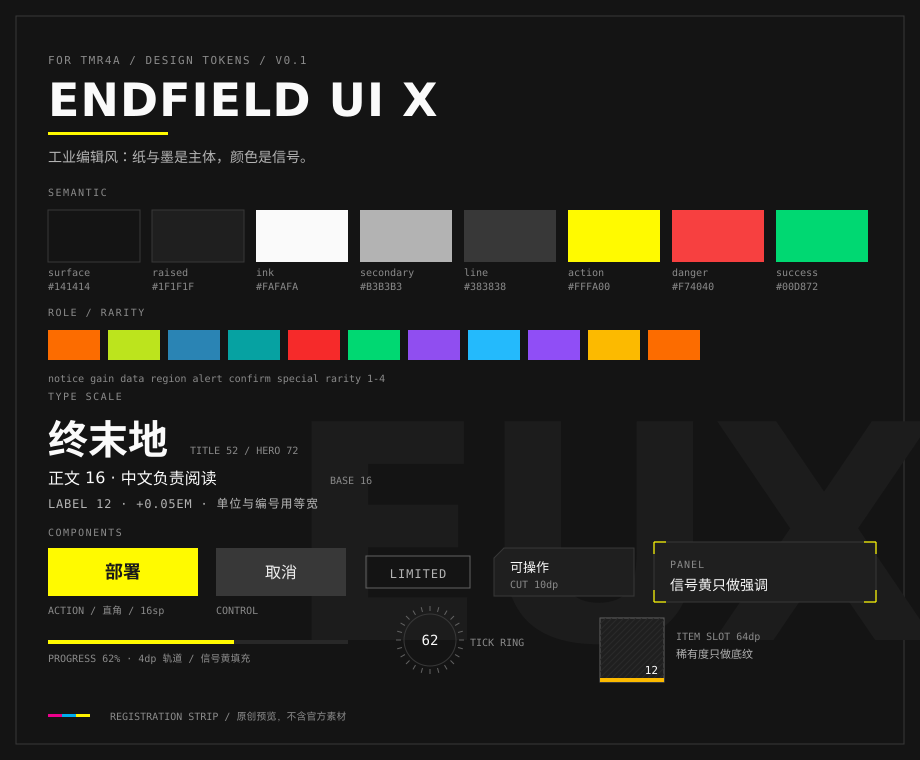 FOR TMR4A / DESIGN TOKENS / V0.1
ENDFIELD UI X
工业编辑风：纸与墨是主体，颜色是信号。
SEMANTIC
surface raised ink secondary line action danger success
#141414 #1F1F1F #FAFAFA #B3B3B3 #383838 #FFFA00 #F74040 #00D872
ROLE / RARITY
notice gain data region alert confirm special rarity 1-4
TYPE SCALE
终末地 TITLE 52 / HERO 72
正文 16 · 中文负责阅读 BASE 16
LABEL 12 · +0.05EM · 单位与编号用等宽
EUX
COMPONENTS
部署 取消 LIMITED 可操作 PANEL
CUT 10dp 信号黄只做强调
ACTION / 直角 / 16sp CONTROL
62 TICK RING ITEM SLOT 64dp
PROGRESS 62% · 4dp 轨道 / 信号黄填充 稀有度只做底纹
12
REGISTRATION STRIP / 原创预览，不含官方素材